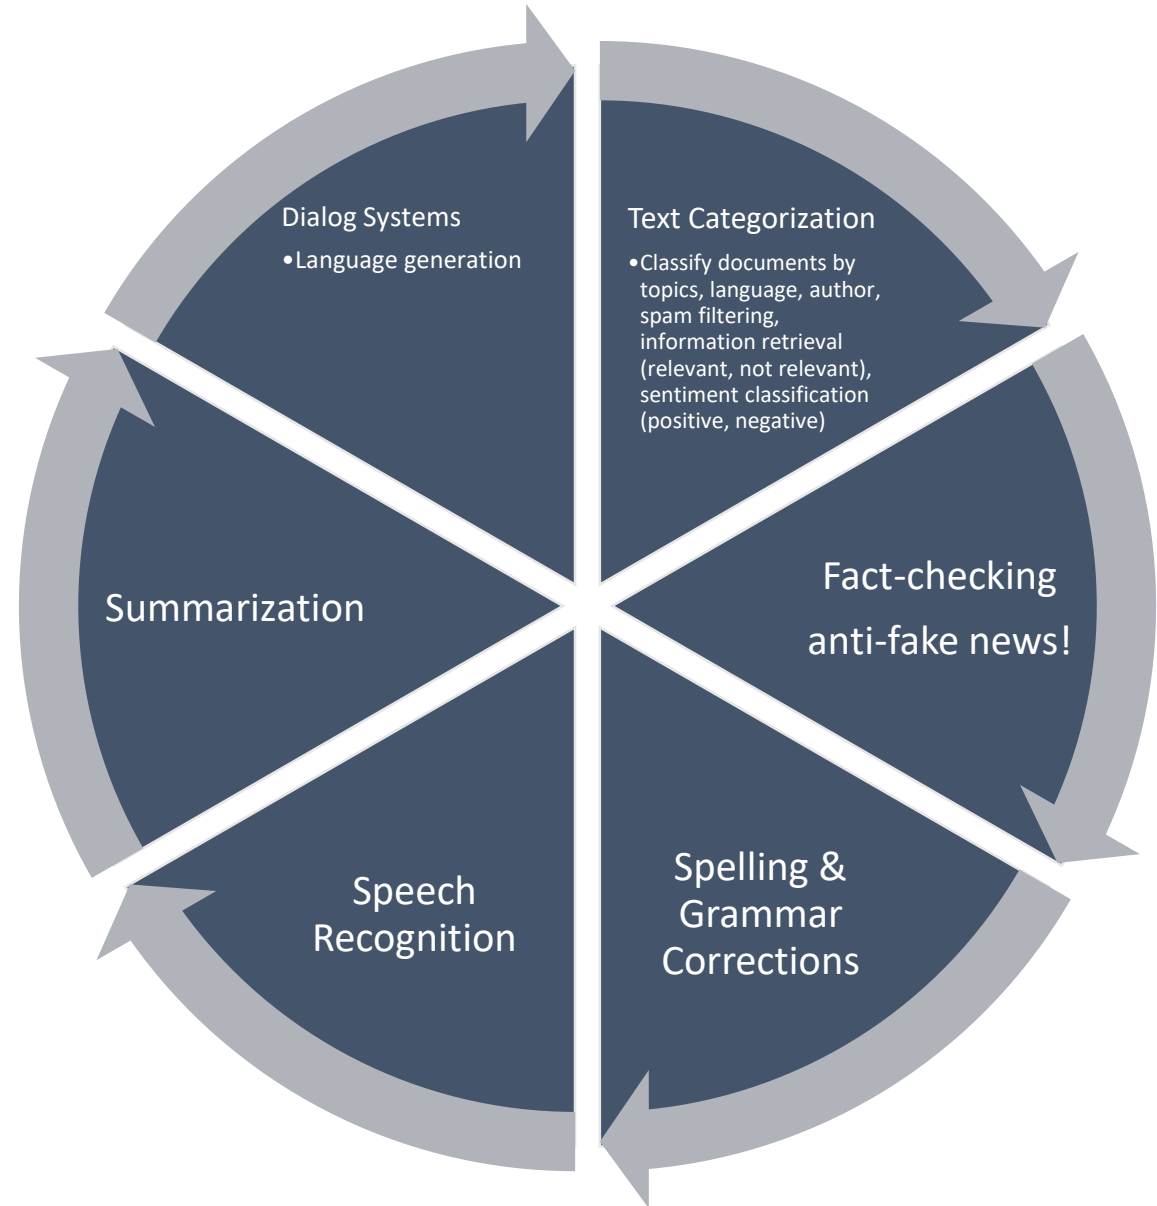 Dialog Systems
•Language generation
Text Categorization
•Classify documents by
topics, language, author,
spam filtering,
information retrieval
(relevant, not relevant),
sentiment classification
(positive, negative)
Fact-checking
anti-fake news!
Spelling &
Grammar
Corrections
Speech
Recognition
Summarization